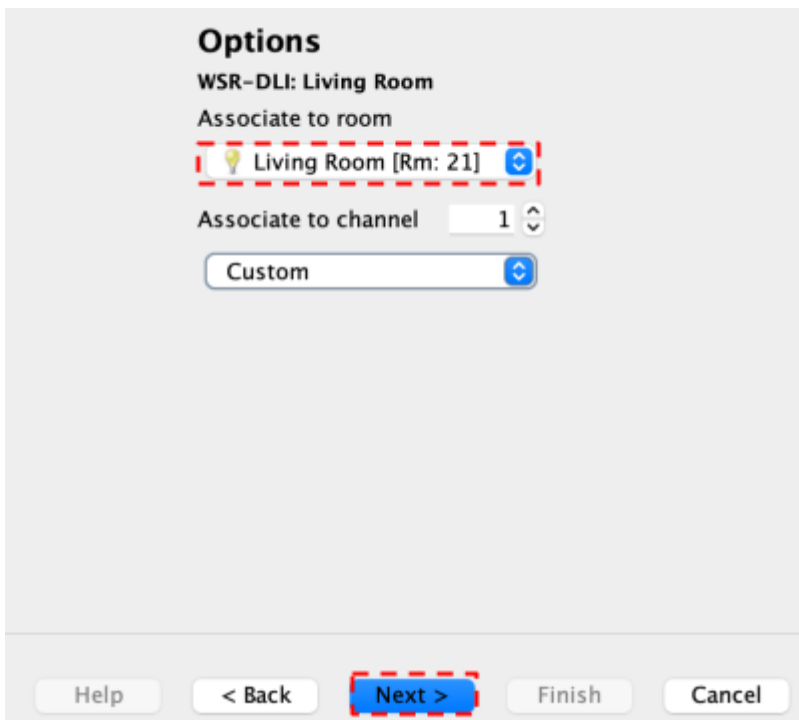 Options
WSR-DLI: Living Room
Associate to room
Living Room [Rm: 21]
Associate to channel 1
Custom
Help < Back Next > Finish Cancel